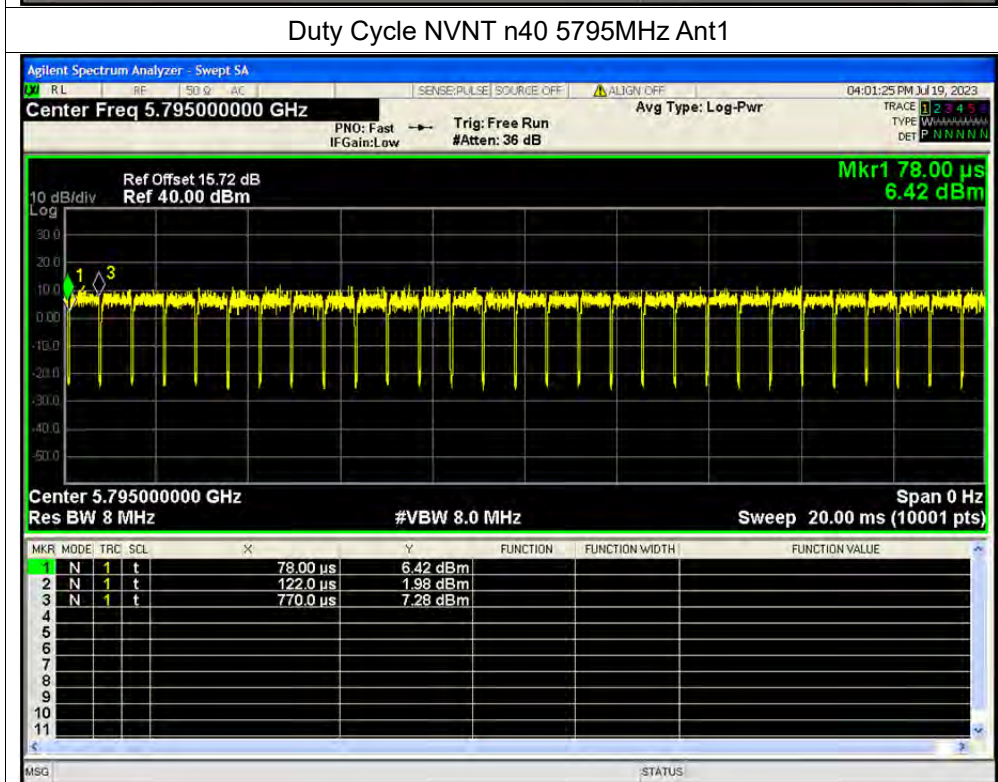 Duty Cycle NVNT n40 5795MHz Ant1
Agilent Spectrum Analyzer - Swept SA
RL RF 50 Ω AC SENSE:PULSE SOURCE OFF ALIGN OFF 04:01:25 PM Jul 19, 2023
Center Freq 5.795000000 GHz Avg Type: Log-Pwr TRACE 1 2 3 4 5 6
PNO: Fast Trig: Free Run TYPE W
IFGain:Low #Atten: 36 dB DET P N N N N N
Mkr1 78.00 µs
Ref Offset 15.72 dB
10 dB/div Ref 40.00 dBm 6.42 dBm
Log
30.0
20.0
1 3
10.0
0.00
-10.0
-20.0
-30.0
-40.0
-50.0
Center 5.795000000 GHz Span 0 Hz
Res BW 8 MHz #VBW 8.0 MHz Sweep 20.00 ms (10001 pts)
MKR MODE TRC SCL X Y FUNCTION FUNCTION WIDTH FUNCTION VALUE
1 N 1 t 78.00 µs 6.42 dBm
2 N 1 t 122.0 µs 1.98 dBm
3 N 1 t 770.0 µs 7.28 dBm
4
5
6
7
8
9
10
11
MSG STATUS